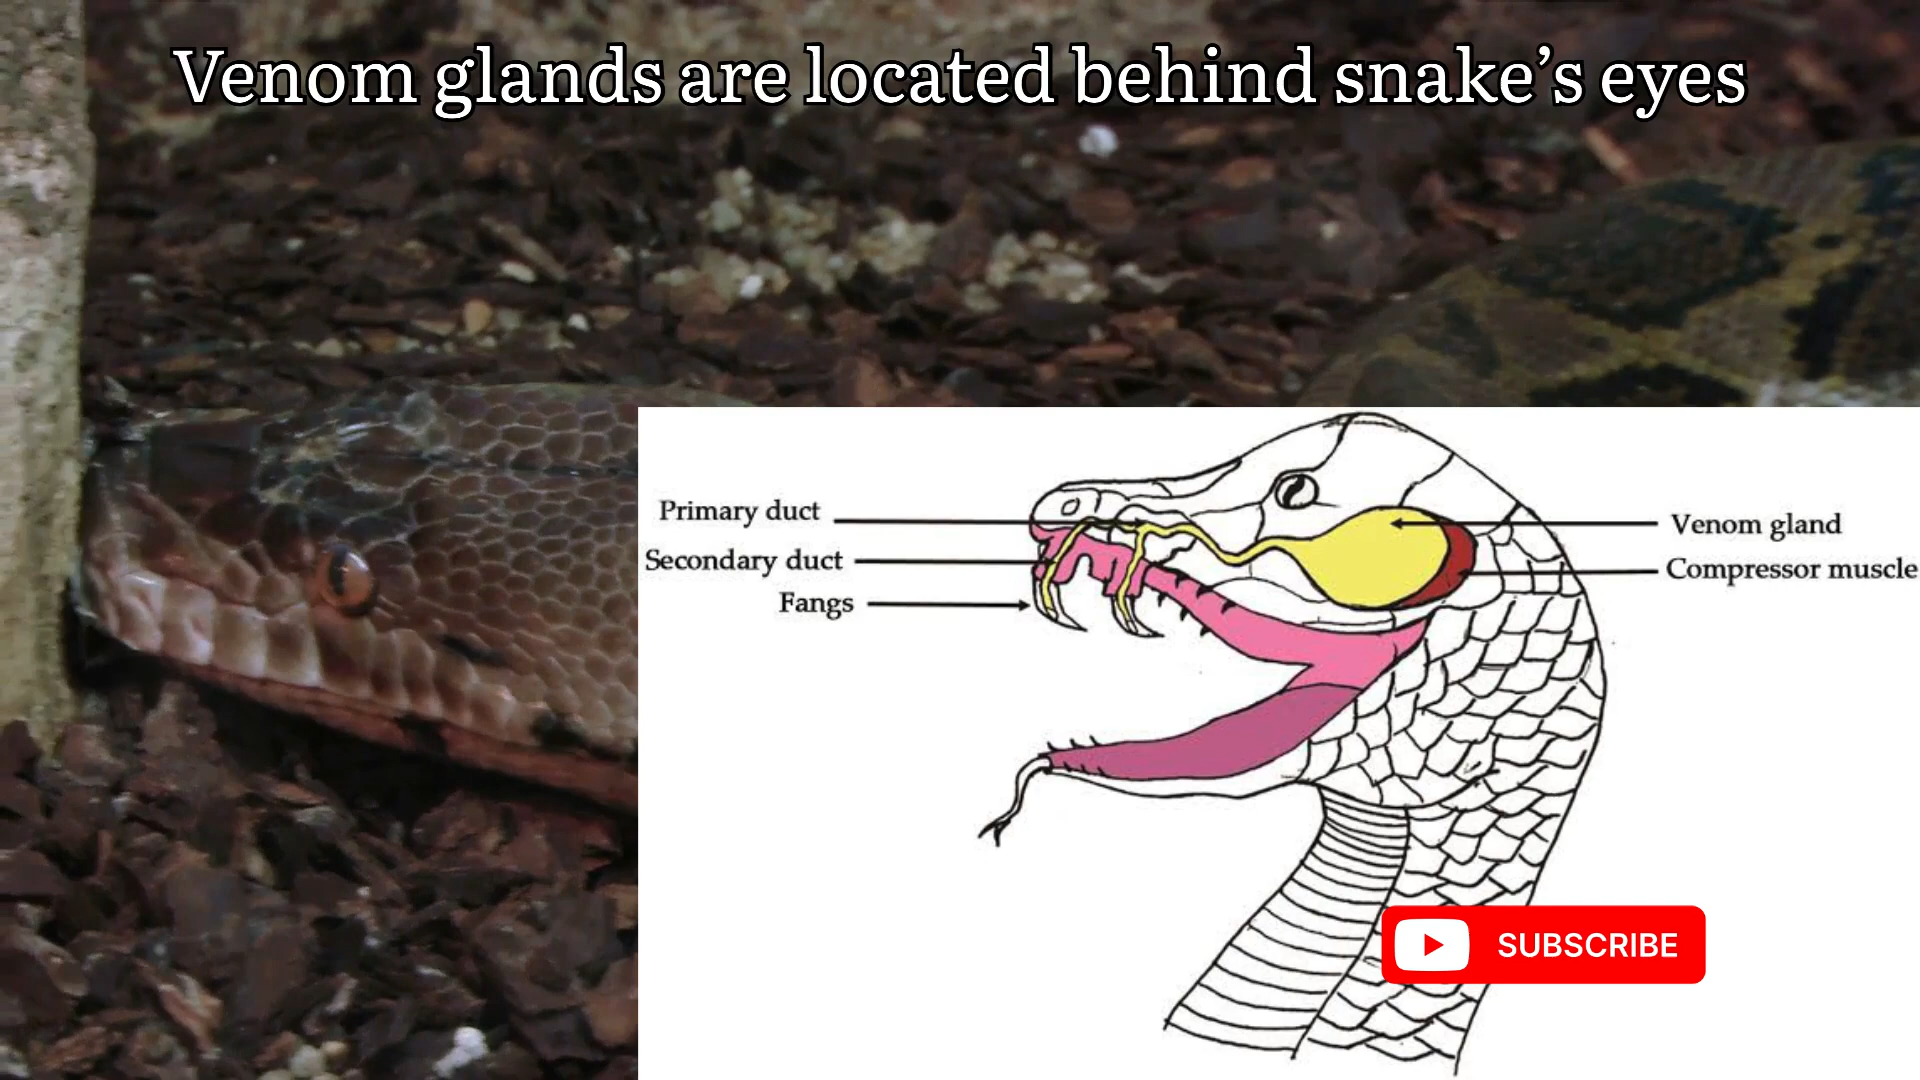 Venom glands are located behind snake’s eyes
Primary duct
Secondary duct
Fangs
Venom gland
Compressor muscle
SUBSCRIBE